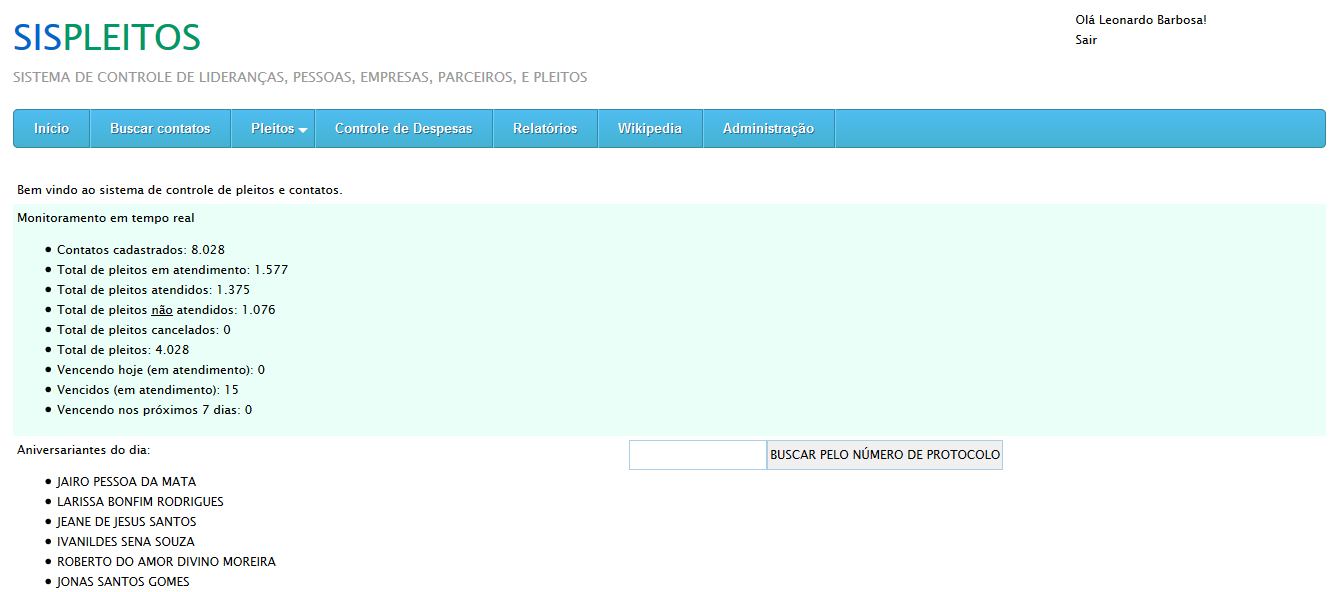 SISPLEITOS
Olá Leonardo Barbosa!
Sair
SISTEMA DE CONTROLE DE LIDERANÇAS, PESSOAS, EMPRESAS, PARCEIROS, E PLEITOS
Início Buscar contatos Pleitos Controle de Despesas Relatórios Wikipedia Administração
Bem vindo ao sistema de controle de pleitos e contatos.
Monitoramento em tempo real
Contatos cadastrados: 8.028
Total de pleitos em atendimento: 1.577
Total de pleitos atendidos: 1.375
Total de pleitos não atendidos: 1.076
Total de pleitos cancelados: 0
Total de pleitos: 4.028
Vencendo hoje (em atendimento): 0
Vencidos (em atendimento): 15
Vencendo nos próximos 7 dias: 0
Aniversariantes do dia:
BUSCAR PELO NÚMERO DE PROTOCOLO
JAIRO PESSOA DA MATA
LARISSA BONFIM RODRIGUES
JEANE DE JESUS SANTOS
IVANILDES SENA SOUZA
ROBERTO DO AMOR DIVINO MOREIRA
JONAS SANTOS GOMES